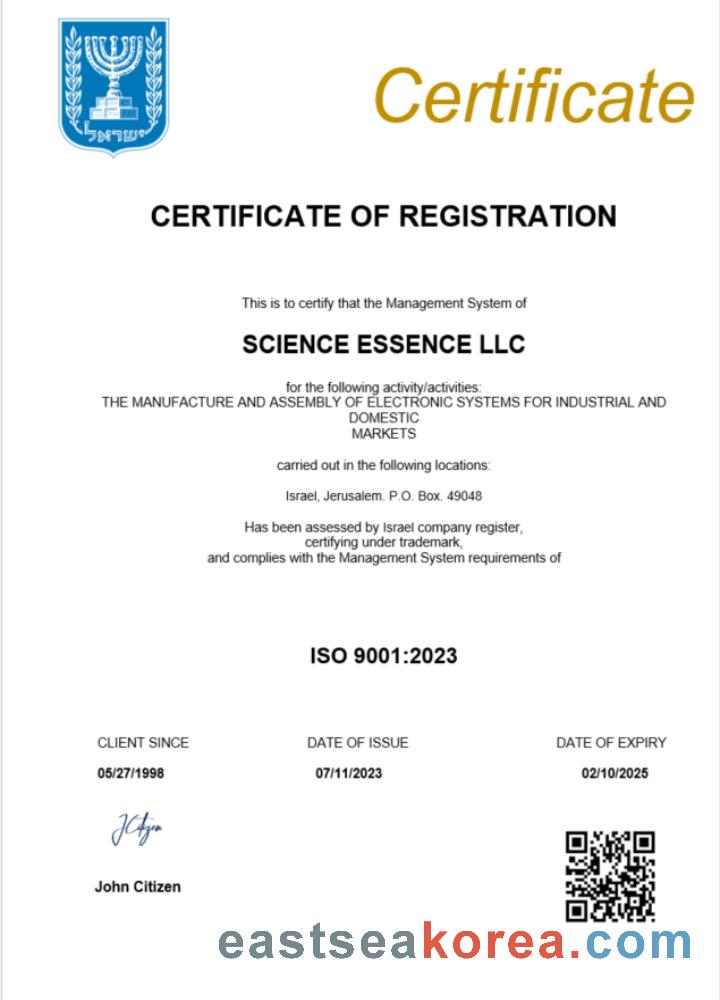 ישראל
Certificate
CERTIFICATE OF REGISTRATION
This is to certify that the Management System of
SCIENCE ESSENCE LLC
for the following activity/activities:
THE MANUFACTURE AND ASSEMBLY OF ELECTRONIC SYSTEMS FOR INDUSTRIAL AND
DOMESTIC
MARKETS
carried out in the following locations:
Israel, Jerusalem. P.O. Box. 49048
Has been assessed by Israel company register,
certifying under trademark,
and complies with the Management System requirements of
ISO 9001:2023
CLIENT SINCE DATE OF ISSUE DATE OF EXPIRY
05/27/1998 07/11/2023 02/10/2025
JCitizen
John Citizen
eastseakorea.com